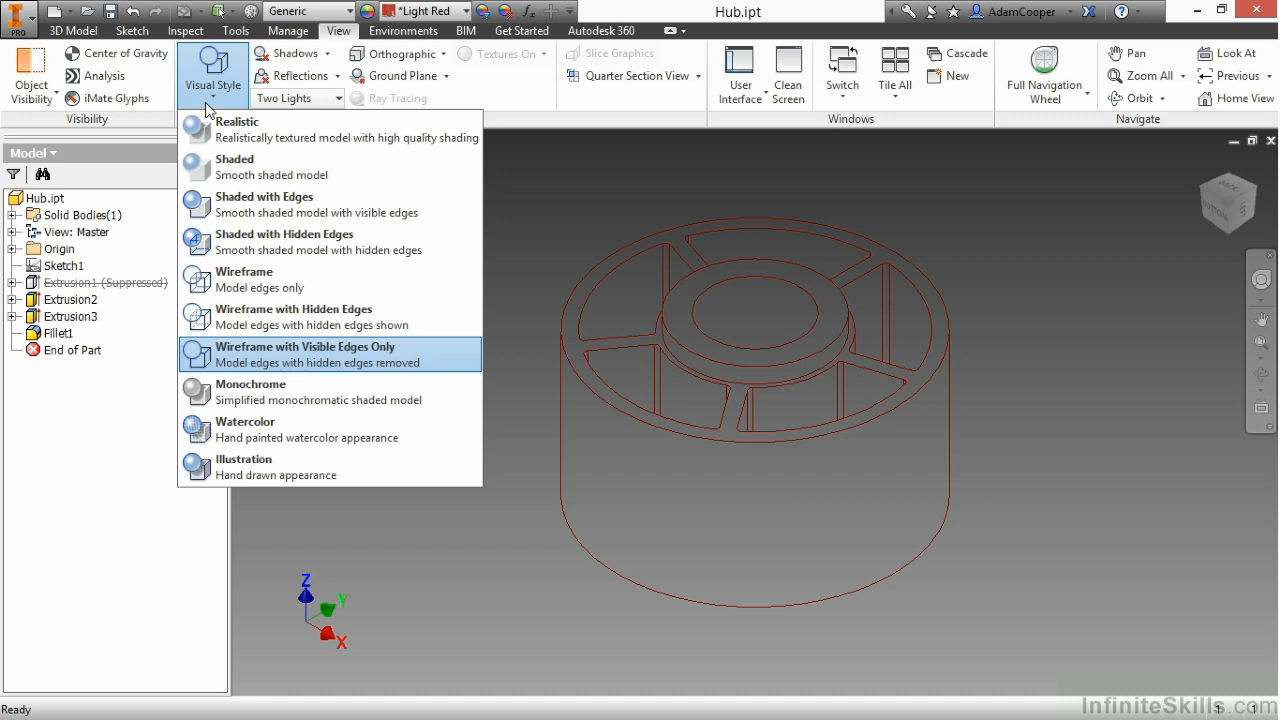 PRO
Generic
*Light Red
Hub.ipt
AdamCooper
3D Model Sketch Inspect Tools Manage View Environments BIM Get Started Autodesk 360
Object Visibility
Center of Gravity
Analysis
iMate Glyphs
Visibility
Visual Style
Shadows
Reflections
Two Lights
Orthographic
Ground Plane
Ray Tracing
Textures On
Slice Graphics
Quarter Section View
User Interface
Clean Screen
Switch
Tile All
Cascade
New
Windows
Full Navigation Wheel
Pan
Zoom All
Orbit
Look At
Previous
Home View
Navigate
Realistic
Realistically textured model with high quality shading
Shaded
Smooth shaded model
Shaded with Edges
Smooth shaded model with visible edges
Shaded with Hidden Edges
Smooth shaded model with hidden edges
Wireframe
Model edges only
Wireframe with Hidden Edges
Model edges with hidden edges shown
Wireframe with Visible Edges Only
Model edges with hidden edges removed
Monochrome
Simplified monochromatic shaded model
Watercolor
Hand painted watercolor appearance
Illustration
Hand drawn appearance
Model
Hub.ipt
Solid Bodies(1)
View: Master
Origin
Sketch1
Extrusion1 (Suppressed)
Extrusion2
Extrusion3
Fillet1
End of Part
BACK
BOTTOM
Z
Y
X
Ready
1 1
InfiniteSkills.com